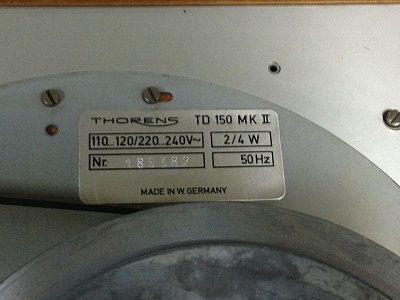 THORENS TD 150 MK II
110...120/220...240V~ 2/4 W
Nr. 50Hz
MADE IN W. GERMANY